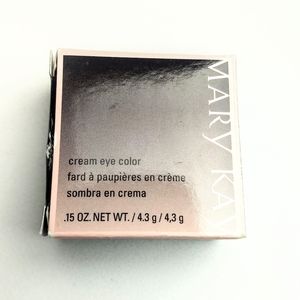 MARY KAY
cream eye color
fard à paupières en crème
sombra en crema
.15 OZ. NET WT. / 4.3 g / 4,3 g